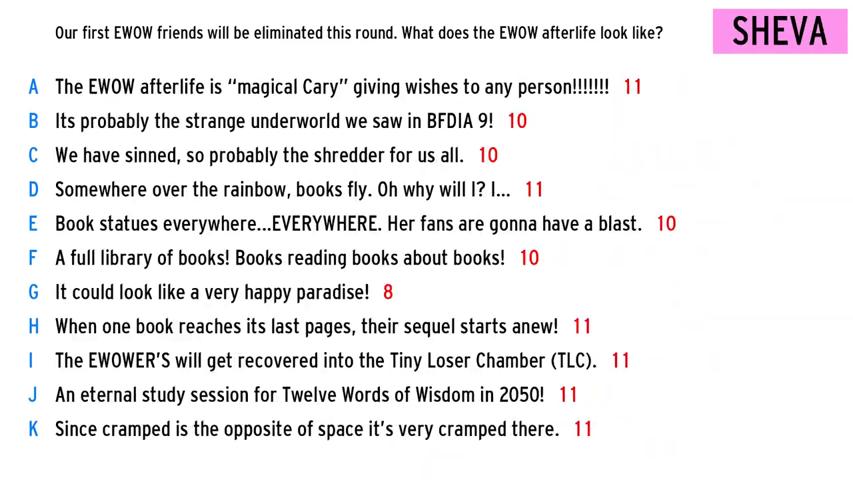 Our first EWOW friends will be eliminated this round. What does the EWOW afterlife look like?
SHEVA
A The EWOW afterlife is “magical Cary” giving wishes to any person!!!!!!! 11
B Its probably the strange underworld we saw in BFDIA 9! 10
C We have sinned, so probably the shredder for us all. 10
D Somewhere over the rainbow, books fly. Oh why will I? I... 11
E Book statues everywhere...EVERYWHERE. Her fans are gonna have a blast. 10
F A full library of books! Books reading books about books! 10
G It could look like a very happy paradise! 8
H When one book reaches its last pages, their sequel starts anew! 11
I The EWOWER'S will get recovered into the Tiny Loser Chamber (TLC). 11
J An eternal study session for Twelve Words of Wisdom in 2050! 11
K Since cramped is the opposite of space it's very cramped there. 11